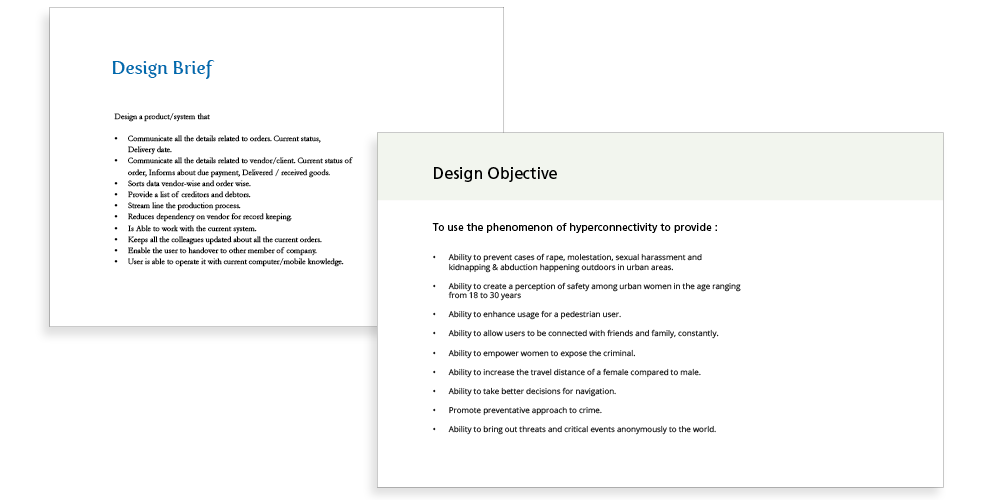 Design Brief
Design a product/system that
• Communicate all the details related to orders. Current status,
Delivery date.
• Communicate all the details related to vendor/client. Current status of
order, Informs about due payment, Delivered / received goods.
• Sorts data vendor-wise and order wise.
• Provide a list of creditors and debtors.
• Stream line the production process.
• Reduces dependency on vendor for record keeping.
• Is Able to work with the current system.
• Keeps all the colleagues updated about all the current orders.
• Enable the user to handover to other member of company.
• User is able to operate it with current computer/mobile knowledge.
Design Objective
To use the phenomenon of hyperconnectivity to provide :
• Ability to prevent cases of rape, molestation, sexual harassment and
kidnapping & abduction happening outdoors in urban areas.
• Ability to create a perception of safety among urban women in the age ranging
from 18 to 30 years
• Ability to enhance usage for a pedestrian user.
• Ability to allow users to be connected with friends and family, constantly.
• Ability to empower women to expose the criminal.
• Ability to increase the travel distance of a female compared to male.
• Ability to take better decisions for navigation.
• Promote preventative approach to crime.
• Ability to bring out threats and critical events anonymously to the world.